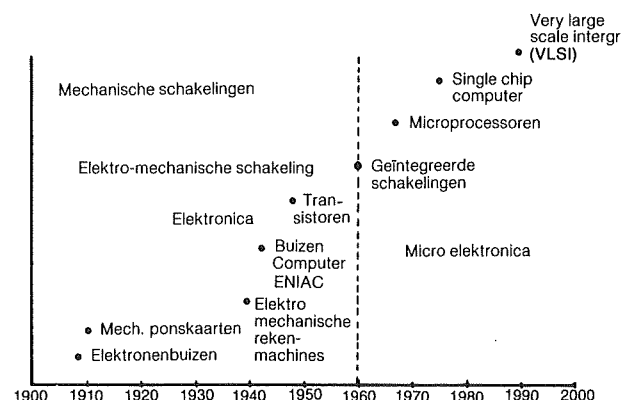 Very large
scale intergr
(VLSI)
Mechanische schakelingen
Single chip
computer
Microprocessoren
Elektro-mechanische schakeling
Geïntegreerde
schakelingen
Tran-
sistoren
Elektronica
Buizen
Computer
ENIAC
Micro elektronica
Elektro
mechanische
reken-
machines
Mech. ponskaarten
Elektronenbuizen
1900 1910 1920 1930 1940 1950 1960 1970 1980 1990 2000